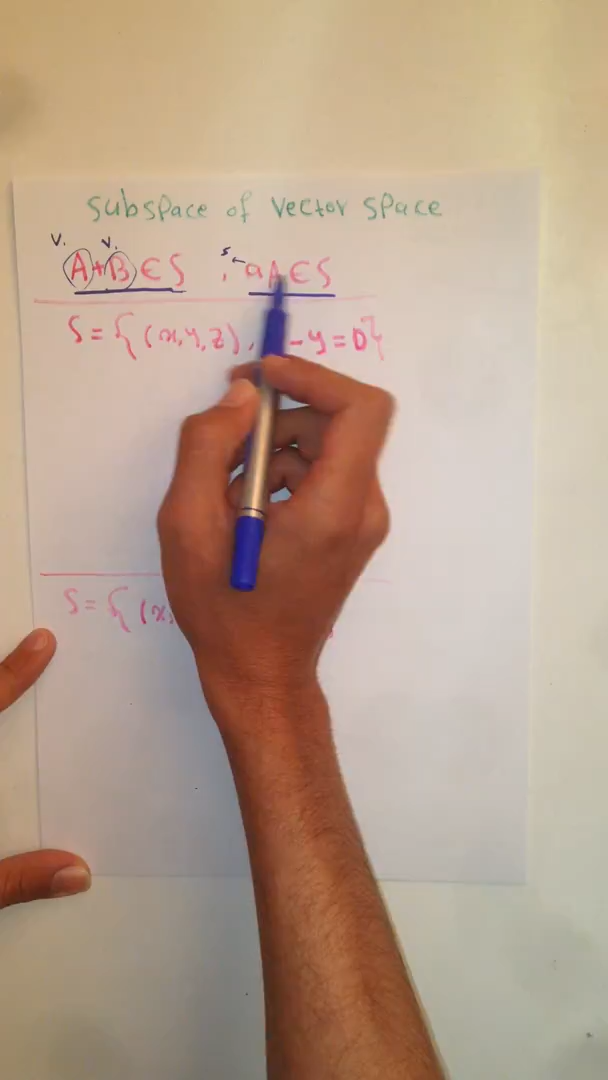 Subspace of vector space
v. v. s
A+B∈S , ←aA∈S
S={(x,y,z), -y=0}
S={(x,